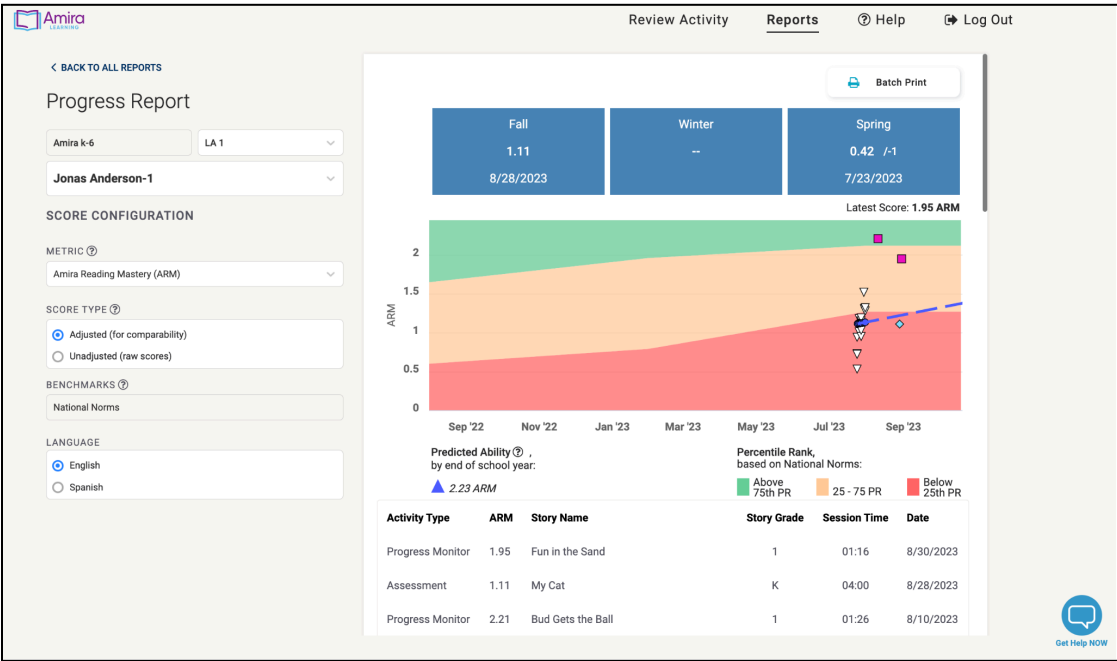 Amira
LEARNING
Review Activity
Reports
Help
Log Out
BACK TO ALL REPORTS
Progress Report
Amira k-6
LA 1
Jonas Anderson-1
SCORE CONFIGURATION
METRIC ?
Amira Reading Mastery (ARM)
SCORE TYPE ?
Adjusted (for comparability)
Unadjusted (raw scores)
BENCHMARKS ?
National Norms
LANGUAGE
English
Spanish
Batch Print
Fall
1.11
8/28/2023
Winter
--
Spring
0.42 /-1
7/23/2023
Latest Score: 1.95 ARM
ARM
2
1.5
1
0.5
0
Sep '22 Nov '22 Jan '23 Mar '23 May '23 Jul '23 Sep '23
Predicted Ability ? ,
by end of school year:
2.23 ARM
Percentile Rank,
based on National Norms:
Above
75th PR
25 - 75 PR
Below
25th PR
Activity Type ARM Story Name Story Grade Session Time Date
Progress Monitor 1.95 Fun in the Sand 1 01:16 8/30/2023
Assessment 1.11 My Cat K 04:00 8/28/2023
Progress Monitor 2.21 Bud Gets the Ball 1 01:26 8/10/2023
Get Help NOW